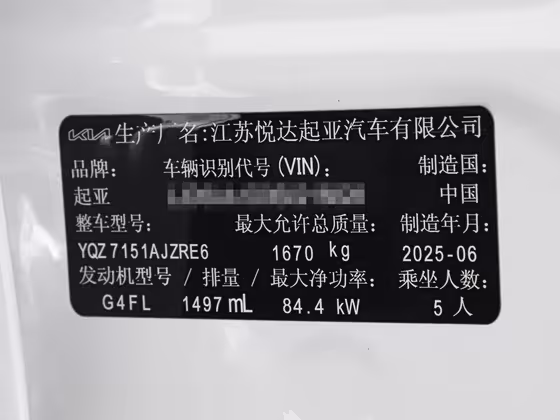 KIA 生产厂名:江苏悦达起亚汽车有限公司
品牌: 车辆识别代号(VIN): 制造国:
起亚 中国
整车型号: 最大允许总质量: 制造年月:
YQZ7151AJZRE6 1670 kg 2025-06
发动机型号 / 排量 / 最大净功率: 乘坐人数:
G4FL 1497 mL 84.4 kW 5 人